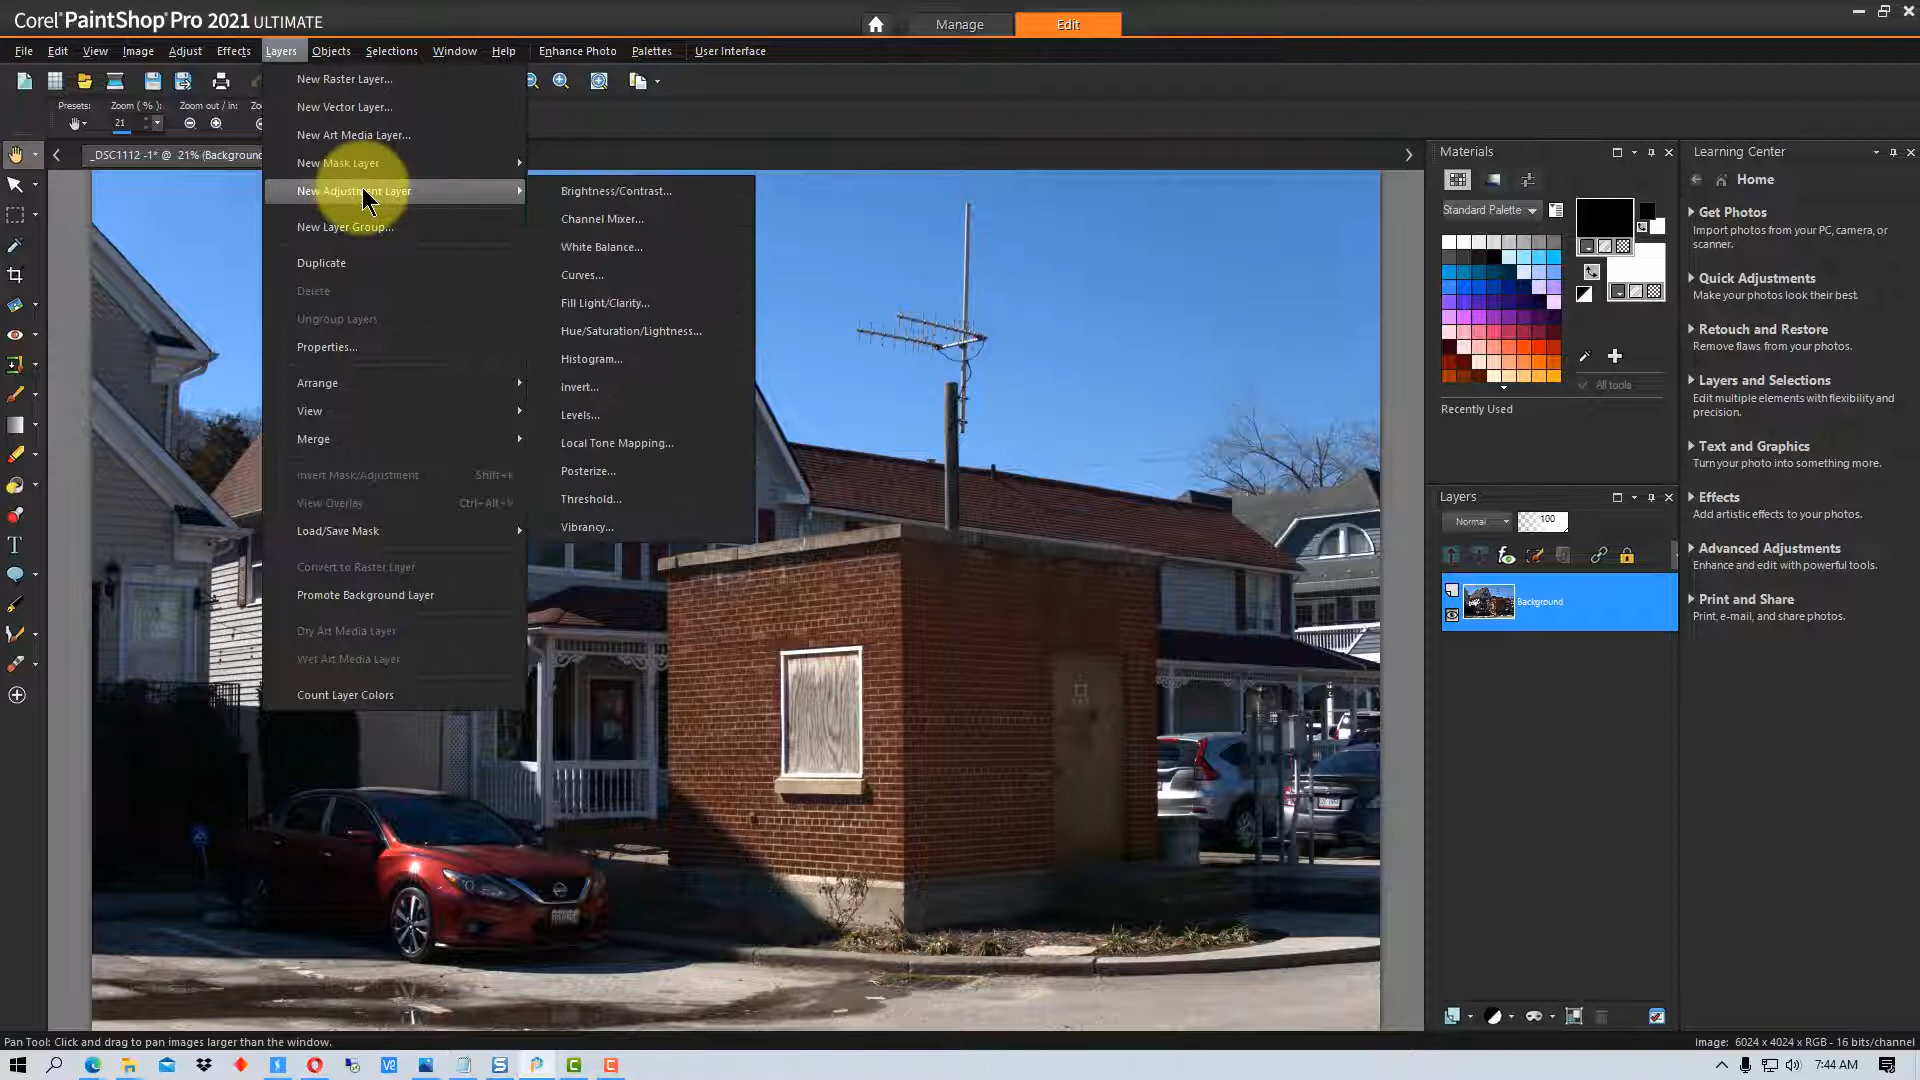 Corel PaintShop Pro 2021 ULTIMATE
Manage
Edit
File Edit View Image Adjust Effects Layers Objects Selections Window Help Enhance Photo Palettes User Interface
Presets:
Zoom ( % ):
Zoom out / In:
21
_DSC1112 -1* @ 21% (Background
New Raster Layer...
New Vector Layer...
New Art Media Layer...
New Mask Layer
New Adjustment Layer
New Layer Group...
Duplicate
Delete
Ungroup Layers
Properties...
Arrange
View
Merge
Invert Mask/Adjustment Shift+K
View Overlay
Load/Save Mask
Convert to Raster Layer
Promote Background Layer
Dry Art Media Layer
Wet Art Media Layer
Count Layer Colors
Brightness/Contrast...
Channel Mixer...
White Balance...
Curves...
Fill Light/Clarity...
Hue/Saturation/Lightness...
Histogram...
Invert...
Levels...
Local Tone Mapping...
Posterize...
Threshold...
Vibrancy...
Materials
Standard Palette
All tools
Recently Used
Layers
Normal
100
Background
Learning Center
Home
Get Photos
Import photos from your PC, camera, or
scanner.
Quick Adjustments
Make your photos look their best.
Retouch and Restore
Remove flaws from your photos.
Layers and Selections
Edit multiple elements with flexibility and
precision.
Text and Graphics
Turn your photo into something more.
Effects
Add artistic effects to your photos.
Advanced Adjustments
Enhance and edit with powerful tools.
Print and Share
Print, e-mail, and share photos.
Pan Tool: Click and drag to pan images larger than the window.
Image: 6024 x 4024 x RGB - 16 bits/channel
7:44 AM